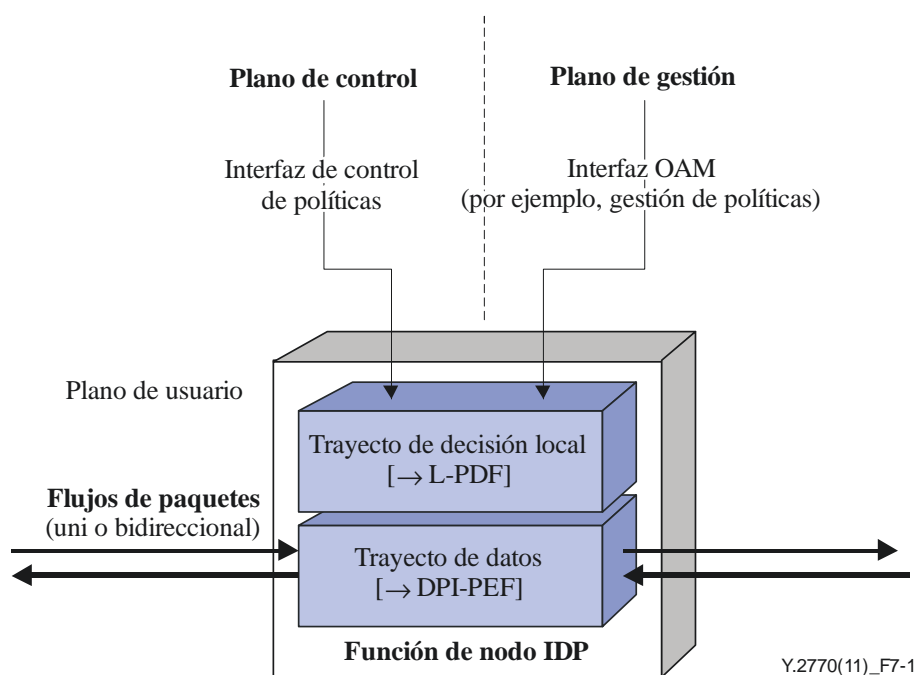 Plano de control
Plano de gestión
Interfaz de control
de políticas
Interfaz OAM
(por ejemplo, gestión de políticas)
Plano de usuario
Trayecto de decisión local
[→ L-PDF]
Flujos de paquetes
(uni o bidireccional)
Trayecto de datos
[→ DPI-PEF]
Función de nodo IDP
Y.2770(11)_F7-1